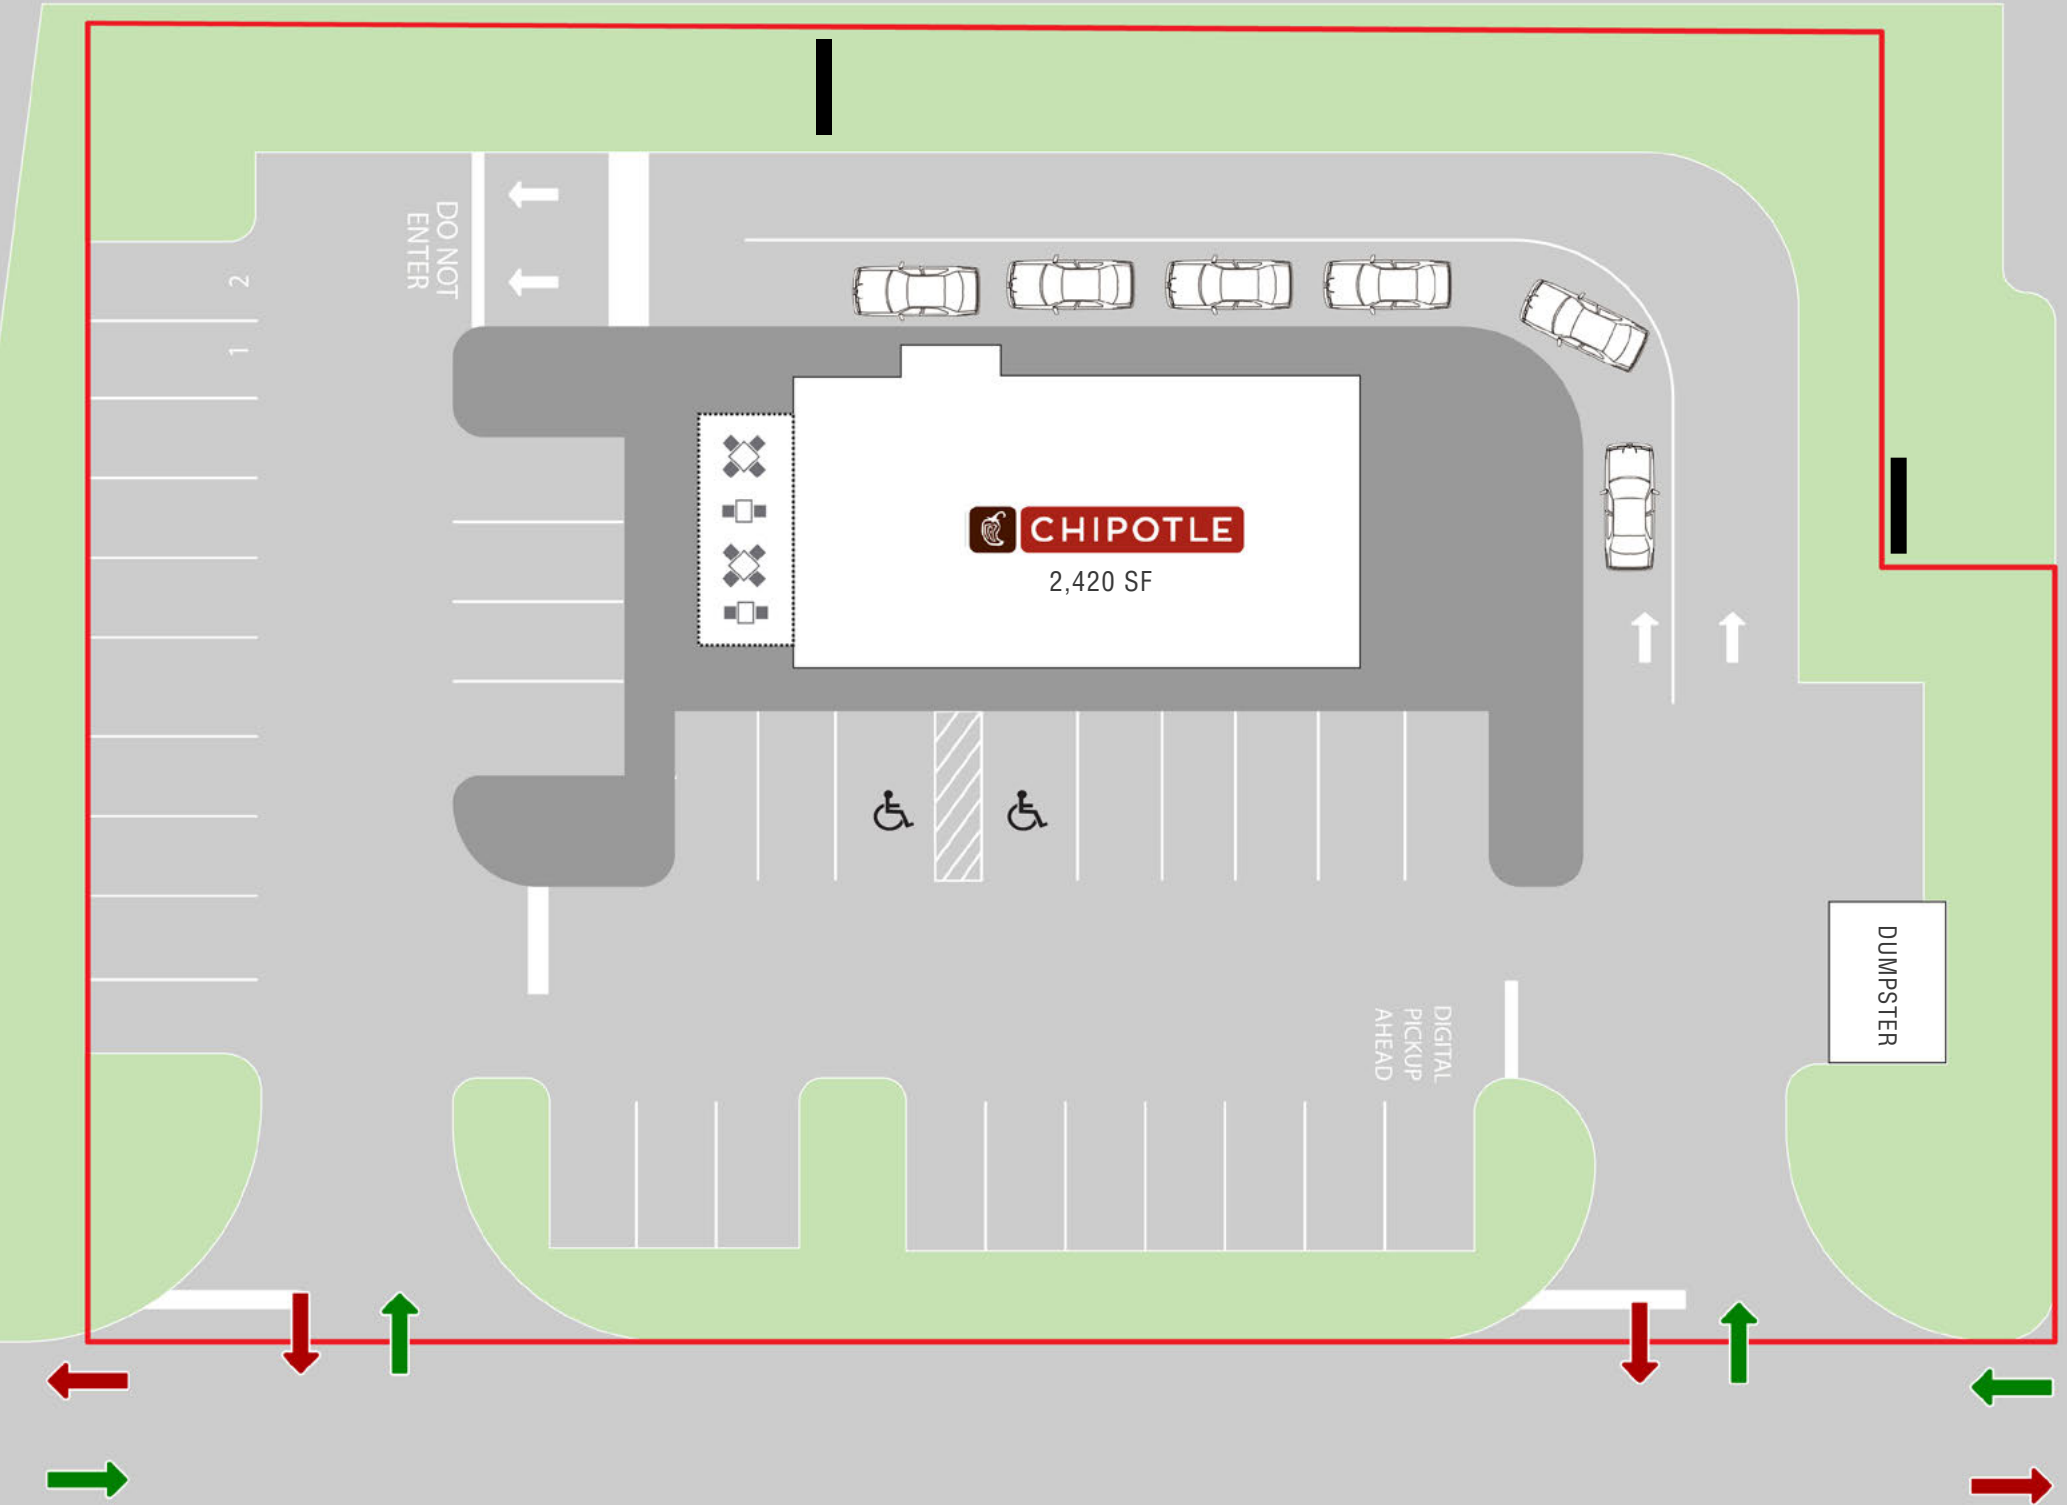 DO NOT
ENTER
2
1
CHIPOTLE
2,420 SF
DUMPSTER
DIGITAL
PICKUP
AHEAD